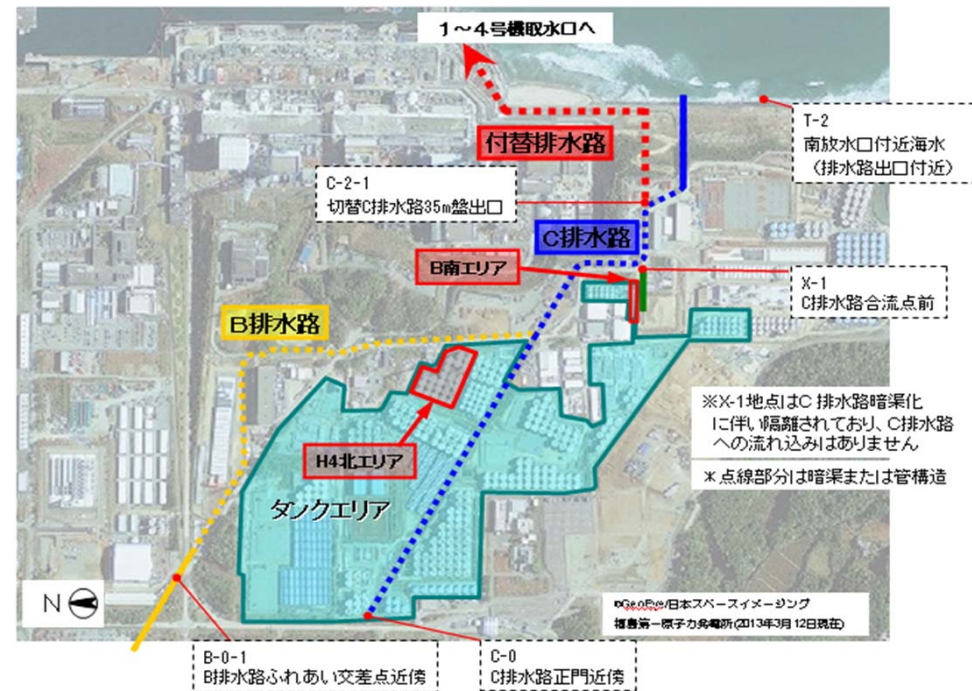 1～4号機取水口へ
T-2
南放水口付近海水
（排水路出口付近）
付替排水路
C-2-1
切替C排水路35m盤出口
C排水路
B南エリア
X-1
C排水路合流点前
B排水路
※X-1地点はC排水路暗渠化
に伴い隔離されており、C排水路
への流れ込みはありません
＊点線部分は暗渠または管構造
H4北エリア
タンクエリア
N
©GeoEye/日本スペースイメージング
福島第一原子力発電所(2013年3月12日現在)
B-0-1
B排水路ふれあい交差点近傍
C-0
C排水路正門近傍